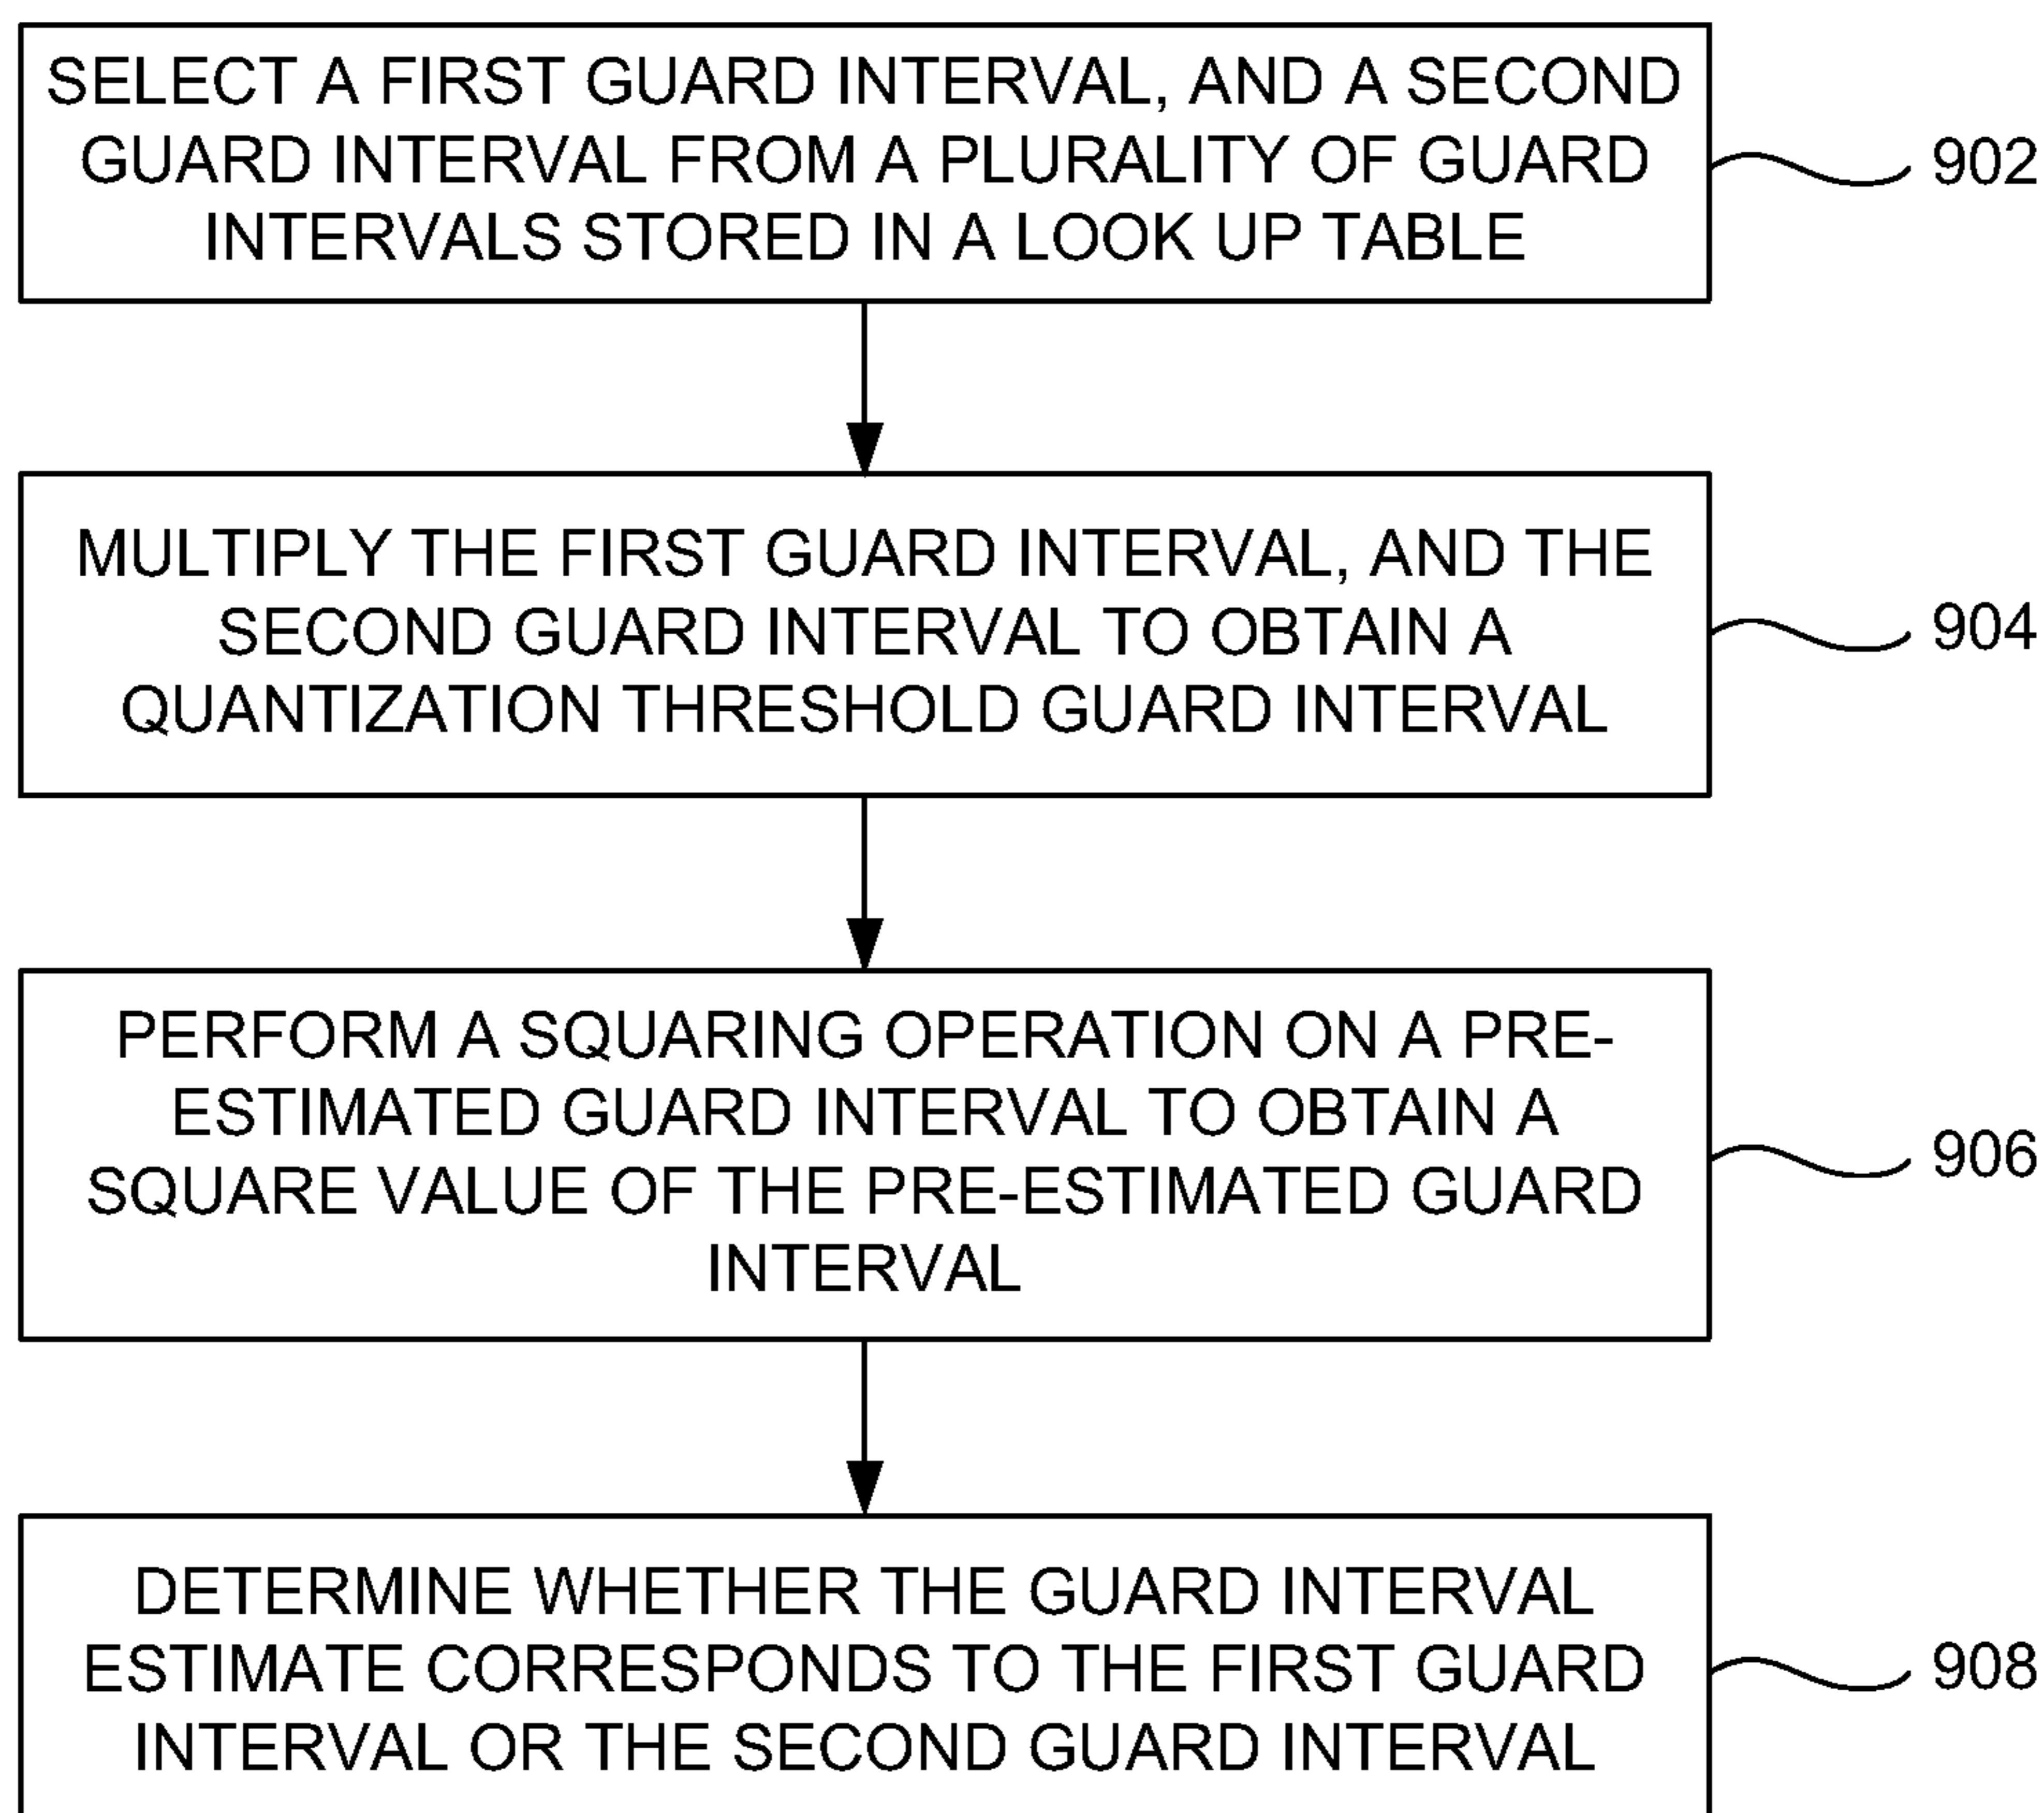 SELECT A FIRST GUARD INTERVAL, AND A SECOND
GUARD INTERVAL FROM A PLURALITY OF GUARD
INTERVALS STORED IN A LOOK UP TABLE
902
MULTIPLY THE FIRST GUARD INTERVAL, AND THE
SECOND GUARD INTERVAL TO OBTAIN A
QUANTIZATION THRESHOLD GUARD INTERVAL
904
PERFORM A SQUARING OPERATION ON A PRE-
ESTIMATED GUARD INTERVAL TO OBTAIN A
SQUARE VALUE OF THE PRE-ESTIMATED GUARD
INTERVAL
906
DETERMINE WHETHER THE GUARD INTERVAL
ESTIMATE CORRESPONDS TO THE FIRST GUARD
INTERVAL OR THE SECOND GUARD INTERVAL
908